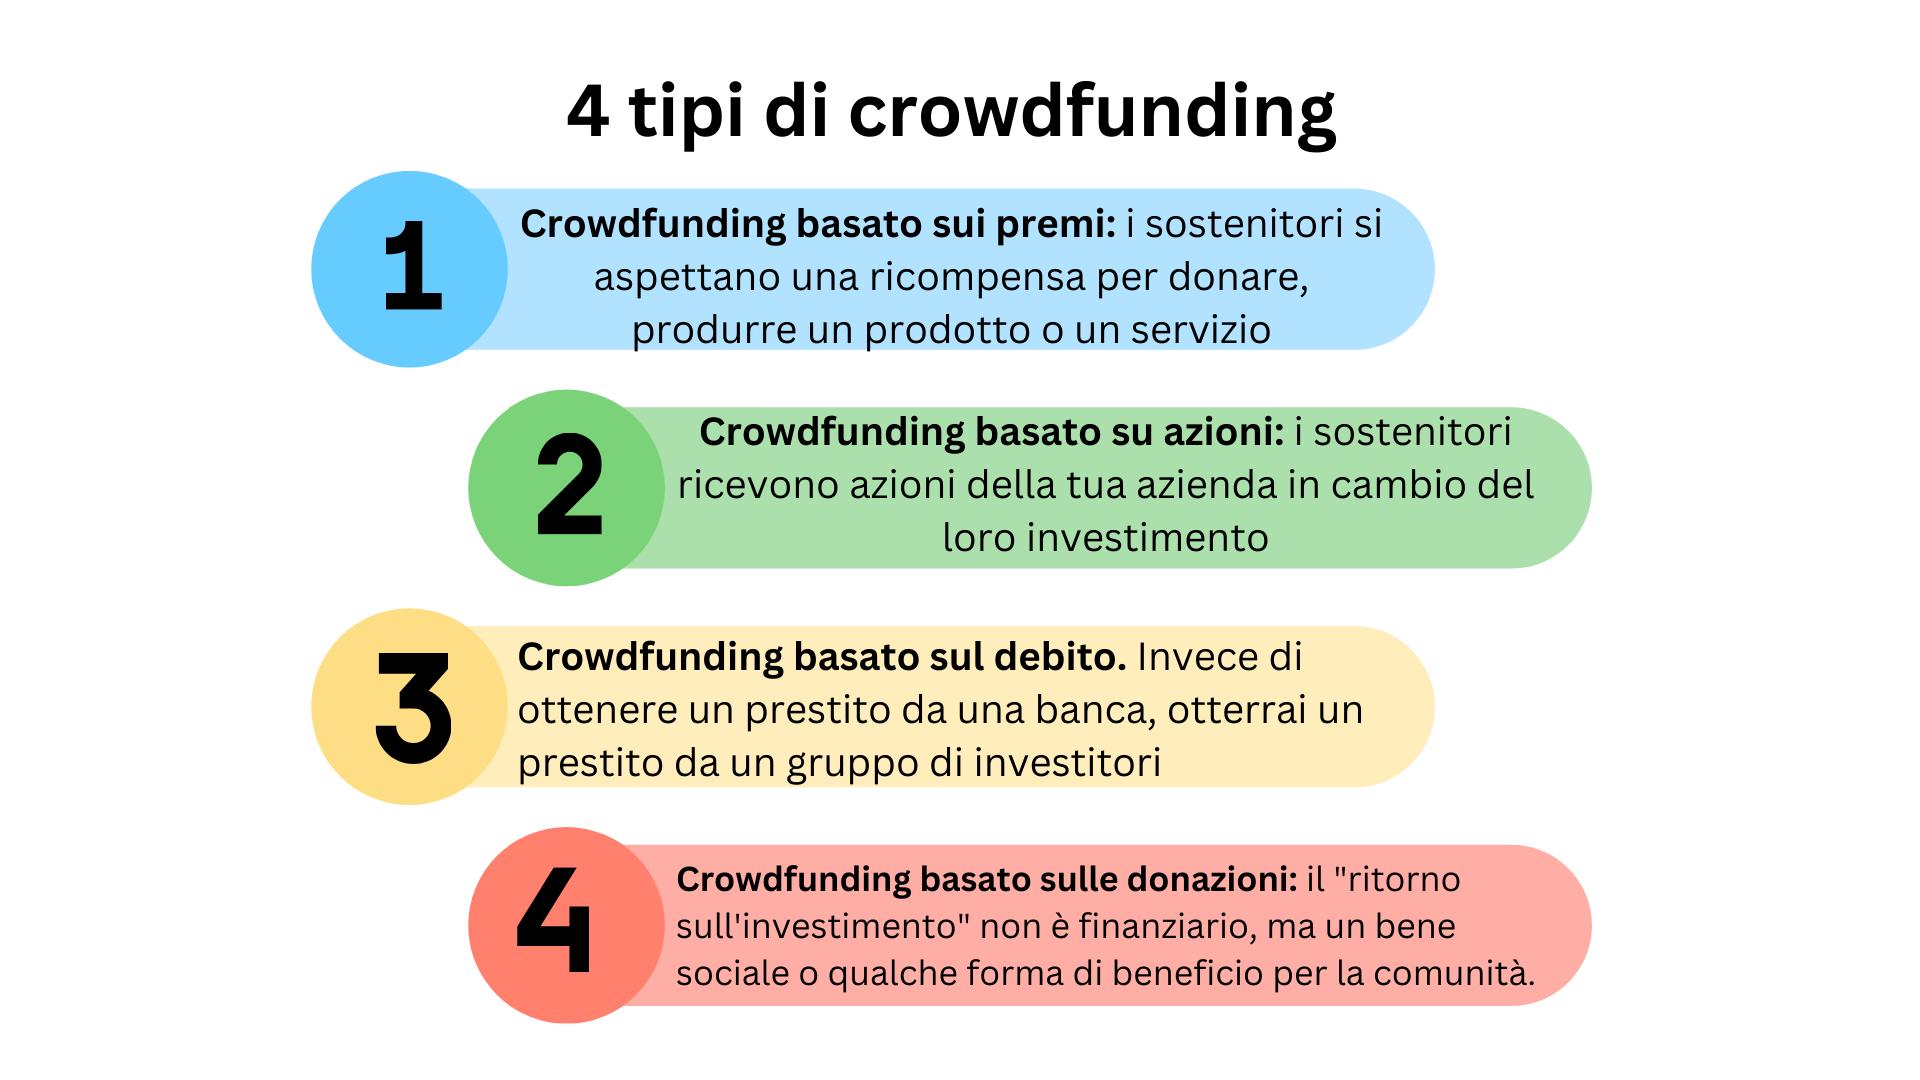 4 tipi di crowdfunding
1
Crowdfunding basato sui premi: i sostenitori si
aspettano una ricompensa per donare,
produrre un prodotto o un servizio
2
Crowdfunding basato su azioni: i sostenitori
ricevono azioni della tua azienda in cambio del
loro investimento
3
Crowdfunding basato sul debito. Invece di
ottenere un prestito da una banca, otterrai un
prestito da un gruppo di investitori
4
Crowdfunding basato sulle donazioni: il "ritorno
sull'investimento" non è finanziario, ma un bene
sociale o qualche forma di beneficio per la comunità.